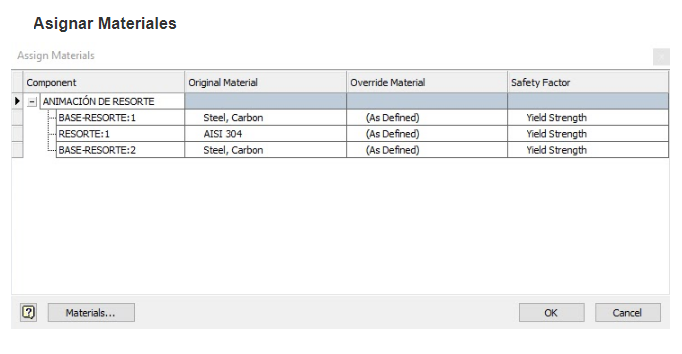 Asignar Materiales
Assign Materials
Component Original Material Override Material Safety Factor
ANIMACIÓN DE RESORTE
BASE-RESORTE:1 Steel, Carbon (As Defined) Yield Strength
RESORTE:1 AISI 304 (As Defined) Yield Strength
BASE-RESORTE:2 Steel, Carbon (As Defined) Yield Strength
? Materials... OK Cancel